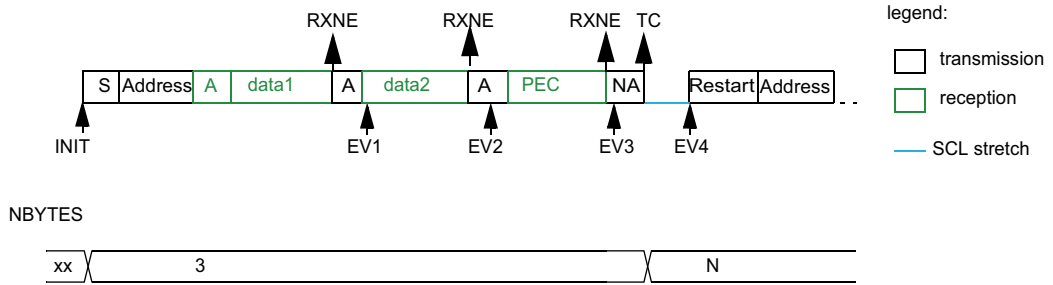 legend:
RXNE RXNE RXNE TC
transmission
S Address A data1 A data2 A PEC NA Restart Address
reception
INIT EV1 EV2 EV3 EV4
SCL stretch
NBYTES
xx 3 N